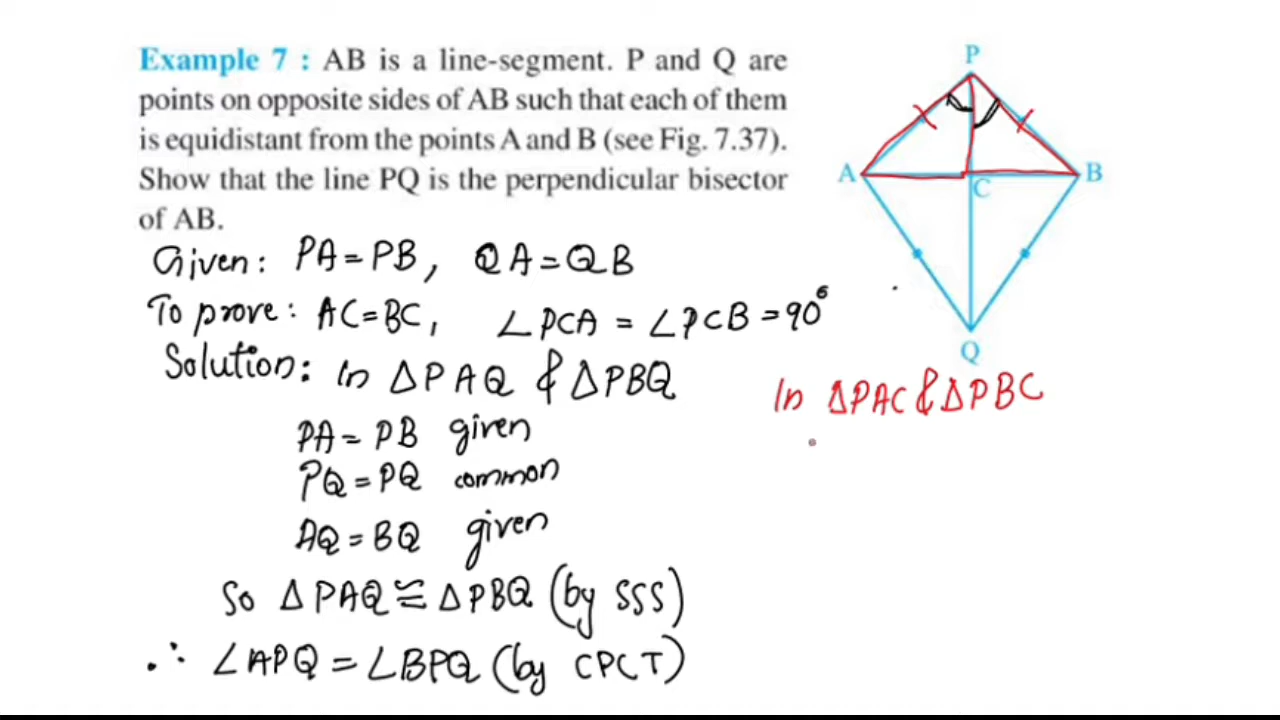 Example 7 : AB is a line-segment. P and Q are
points on opposite sides of AB such that each of them
is equidistant from the points A and B (see Fig. 7.37).
Show that the line PQ is the perpendicular bisector
of AB.
P
A
B
C
Q
Given: PA = PB, QA = QB
To prove: AC = BC, ∠PCA = ∠PCB = 90°
Solution: In ΔPAQ & ΔPBQ
PA = PB given
PQ = PQ common
AQ = BQ given
So ΔPAQ ≅ ΔPBQ (by SSS)
∴ ∠APQ = ∠BPQ (by CPCT)
In ΔPAC & ΔPBC